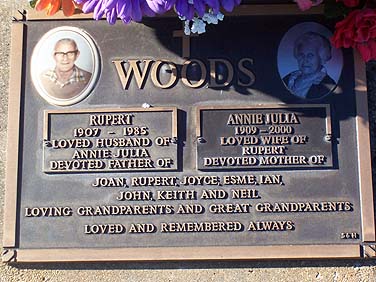 WOODS
RUPERT
1907 - 1985
LOVED HUSBAND OF
ANNIE JULIA
DEVOTED FATHER OF
ANNIE JULIA
1909 - 2000
LOVED WIFE OF
RUPERT
DEVOTED MOTHER OF
JOAN, RUPERT, JOYCE, ESME, IAN,
JOHN, KEITH AND NEIL
LOVING GRANDPARENTS AND GREAT GRANDPARENTS
LOVED AND REMEMBERED ALWAYS
56H